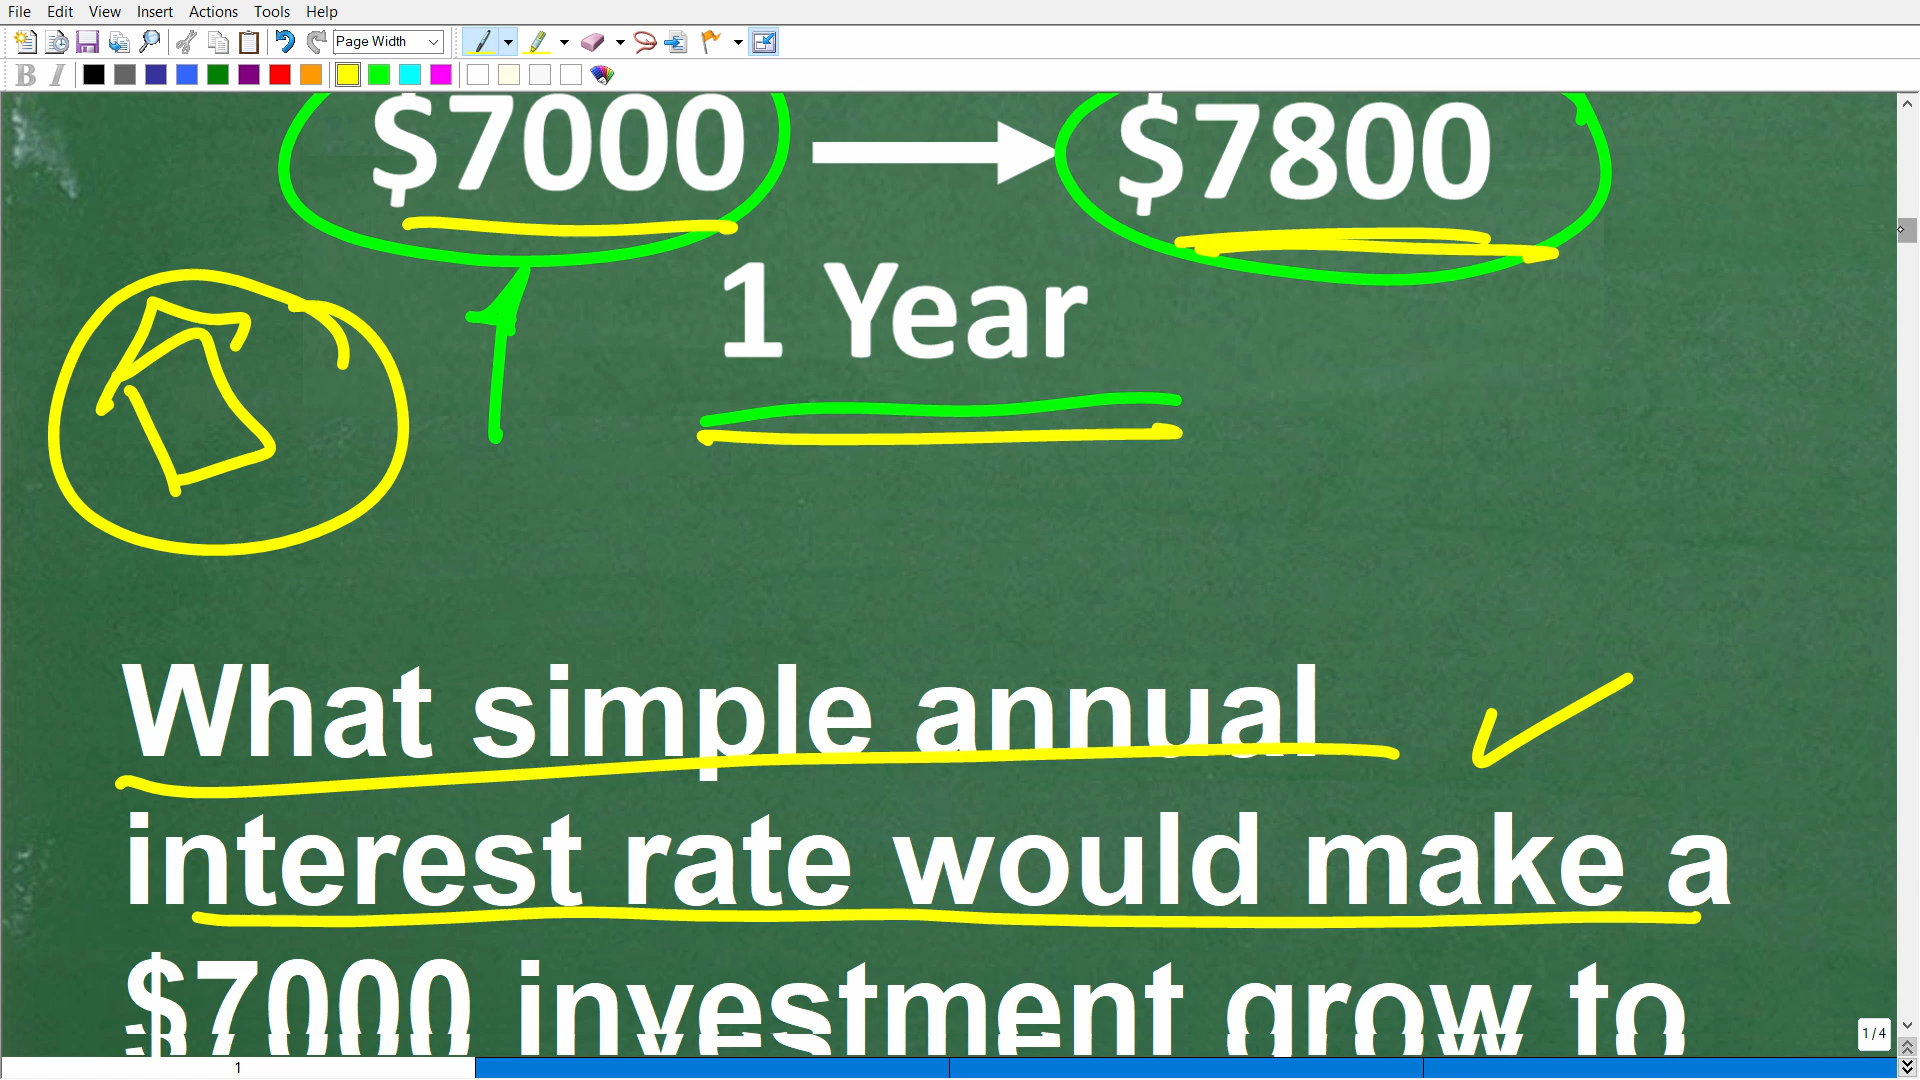 File Edit View Insert Actions Tools Help
Page Width
B I
$7000 $7800
1 Year
What simple annual
interest rate would make a
$7000 investment grow to
1 / 4
1